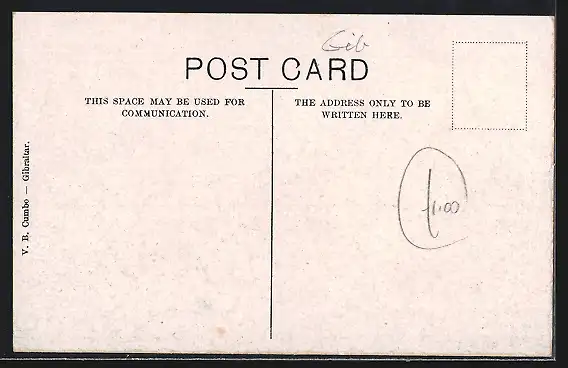 Gib
POST CARD
THIS SPACE MAY BE USED FOR
COMMUNICATION.
THE ADDRESS ONLY TO BE
WRITTEN HERE.
V. B. Cumbo — Gibraltar.
1.00